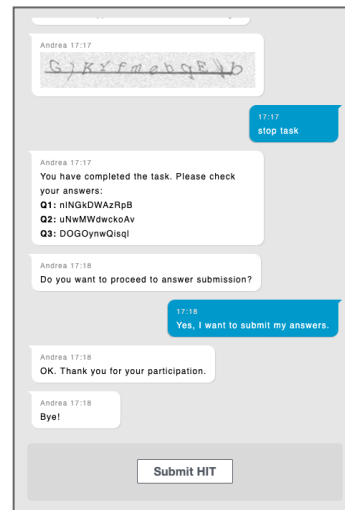 Andrea 17:17
17:17
stop task
Andrea 17:17
You have completed the task. Please check
your answers:
Q1: nlNGkDWAzRpB
Q2: uNwMWdwckoAv
Q3: DOGOynwQisql
Andrea 17:18
Do you want to proceed to answer submission?
17:18
Yes, I want to submit my answers.
Andrea 17:18
OK. Thank you for your participation.
Andrea 17:18
Bye!
Submit HIT